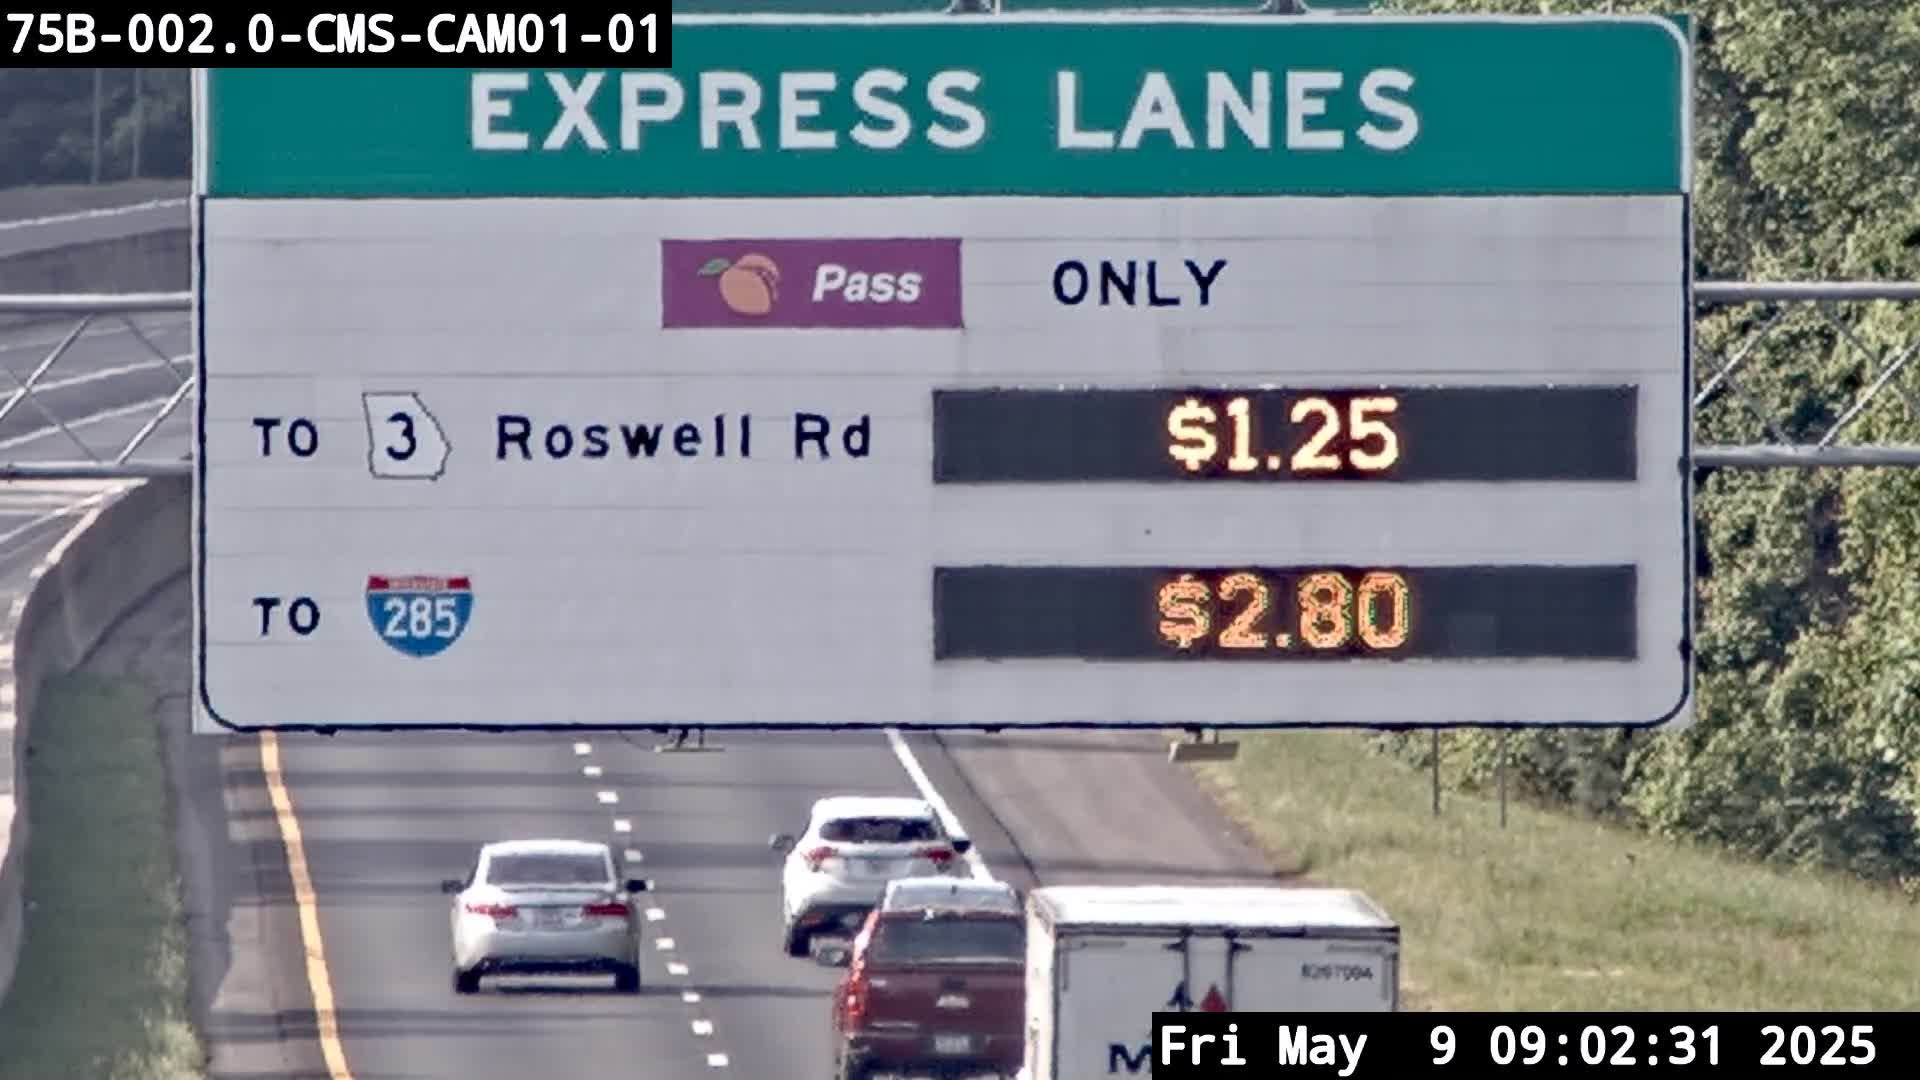 75B-002.0-CMS-CAM01-01
EXPRESS LANES
Pass ONLY
TO 3 Roswell Rd $1.25
TO INTERSTATE 285 $2.80
M
Fri May 9 09:02:31 2025